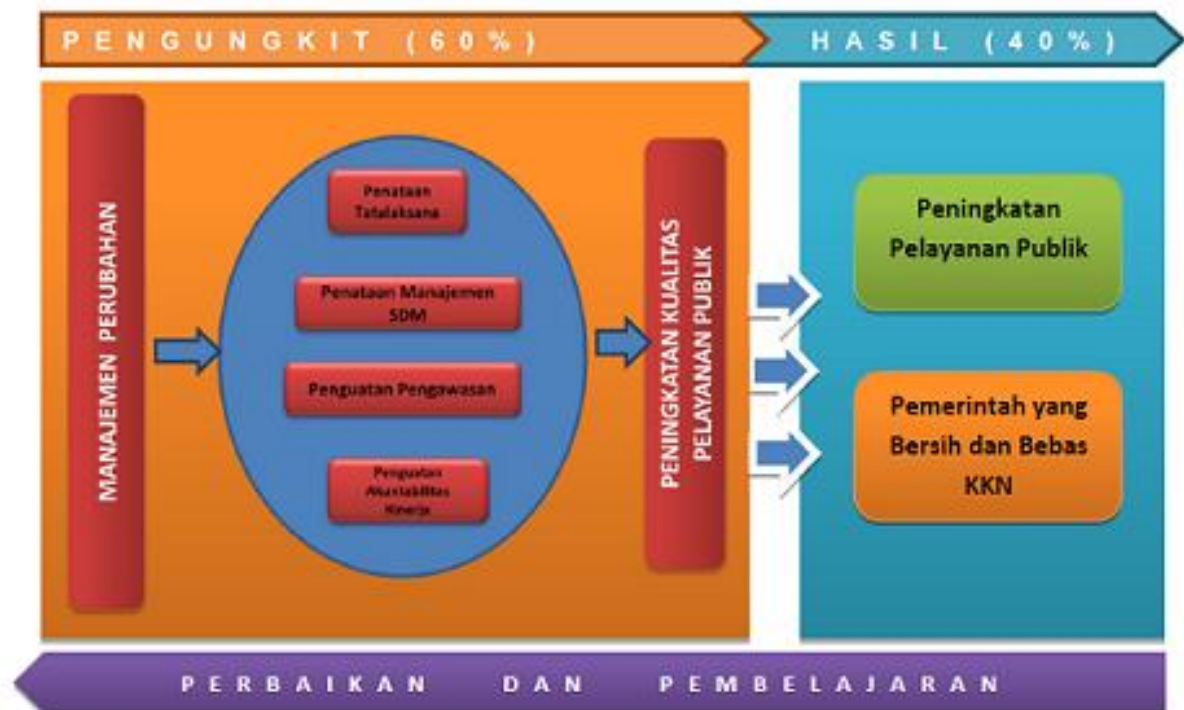 PENGUNGKIT (60%)
HASIL (40%)
MANAJEMEN PERUBAHAN
Penataan
Tatalaksana
Penataan Manajemen
SDM
Penguatan Pengawasan
Penguatan
Akuntabilitas
Kinerja
PENINGKATAN KUALITAS
PELAYANAN PUBLIK
Peningkatan
Pelayanan Publik
Pemerintah yang
Bersih dan Bebas
KKN
PERBAIKAN DAN PEMBELAJARAN